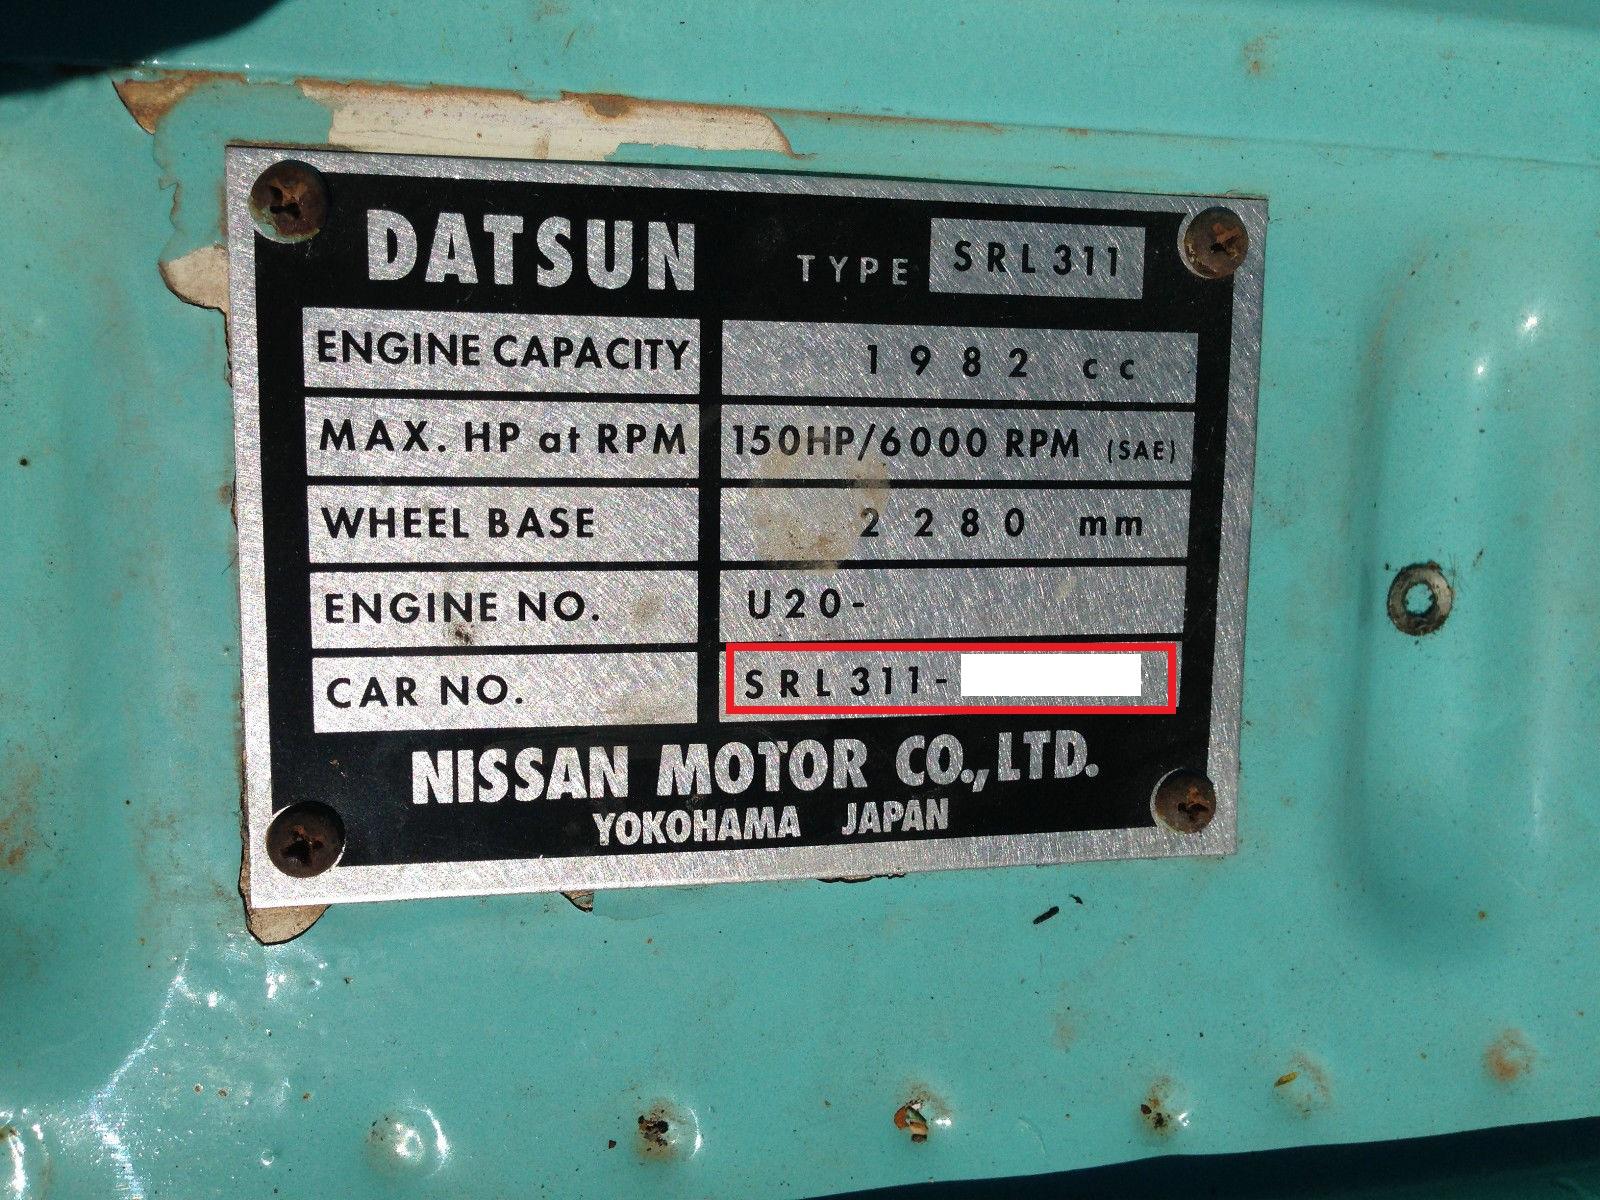 DATSUN TYPE SRL311
ENGINE CAPACITY 1982 cc
MAX. HP at RPM 150HP/6000 RPM (SAE)
WHEEL BASE 2280 mm
ENGINE NO. U20-
CAR NO. SRL311-
NISSAN MOTOR CO.,LTD.
YOKOHAMA JAPAN